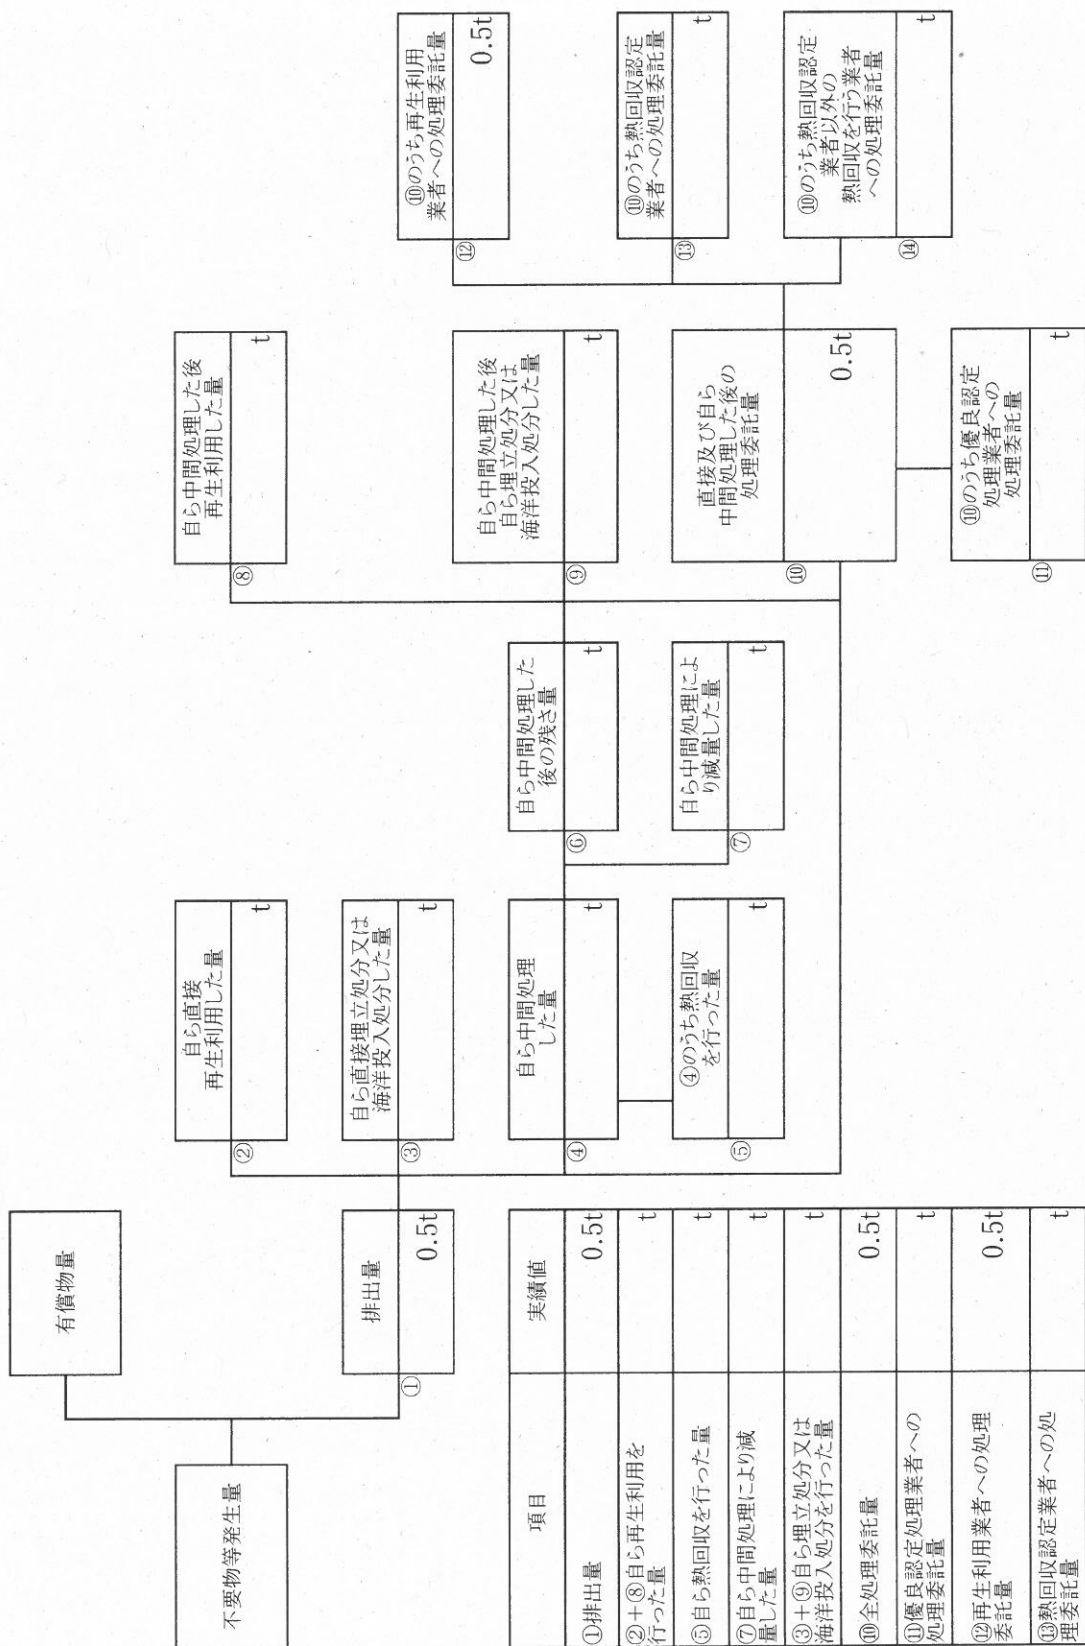 不要物等発生量
有償物量
排出量
①
0.5t
自ら直接
再生利用した量
②
t
自ら直接埋立処分又は
海洋投入処分した量
③
t
自ら中間処理
した量
④
t
④のうち熱回収
を行った量
⑤
t
自ら中間処理した
後の残さ量
⑥
t
自ら中間処理によ
り減量した量
⑦
t
自ら中間処理した後
再生利用した量
⑧
t
自ら中間処理した後
自ら埋立処分又は
海洋投入処分した量
⑨
t
直接及び自ら
中間処理した後の
処理委託量
⑩
0.5t
⑩のうち優良認定
処理業者への
処理委託量
⑪
t
⑩のうち再生利用
業者への処理委託量
⑫
0.5t
⑩のうち熱回収認定
業者への処理委託量
⑬
t
⑩のうち熱回収認定
業者以外の
熱回収を行う業者
への処理委託量
⑭
t
項目 実績値
①排出量 0.5t
②+⑧自ら再生利用を
行った量 t
⑤自ら熱回収を行った量 t
⑦自ら中間処理により減
量した量 t
③+⑨自ら埋立処分又は
海洋投入処分を行った量 t
⑩全処理委託量 0.5t
⑪優良認定処理業者への
処理委託量 t
⑫再生利用業者への処理
委託量 0.5t
⑬熱回収認定業者への処
理委託量 t